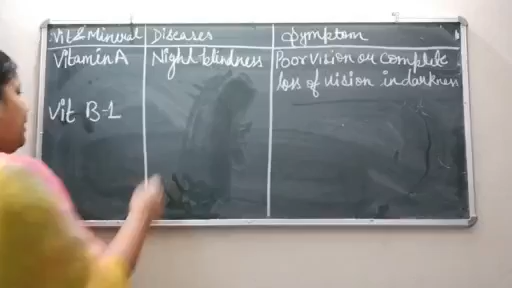 Vit & Mineral Diseases Symptom
Vitamin A Night-blindness Poor vision or complete
loss of vision in darkness
Vit B-1